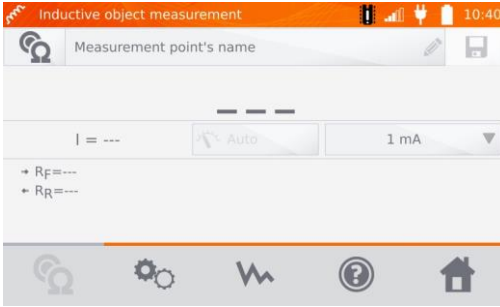 Inductive object measurement 10:40
Measurement point's name
---
I = --- Auto 1 mA
→ RF=---
← RR=---